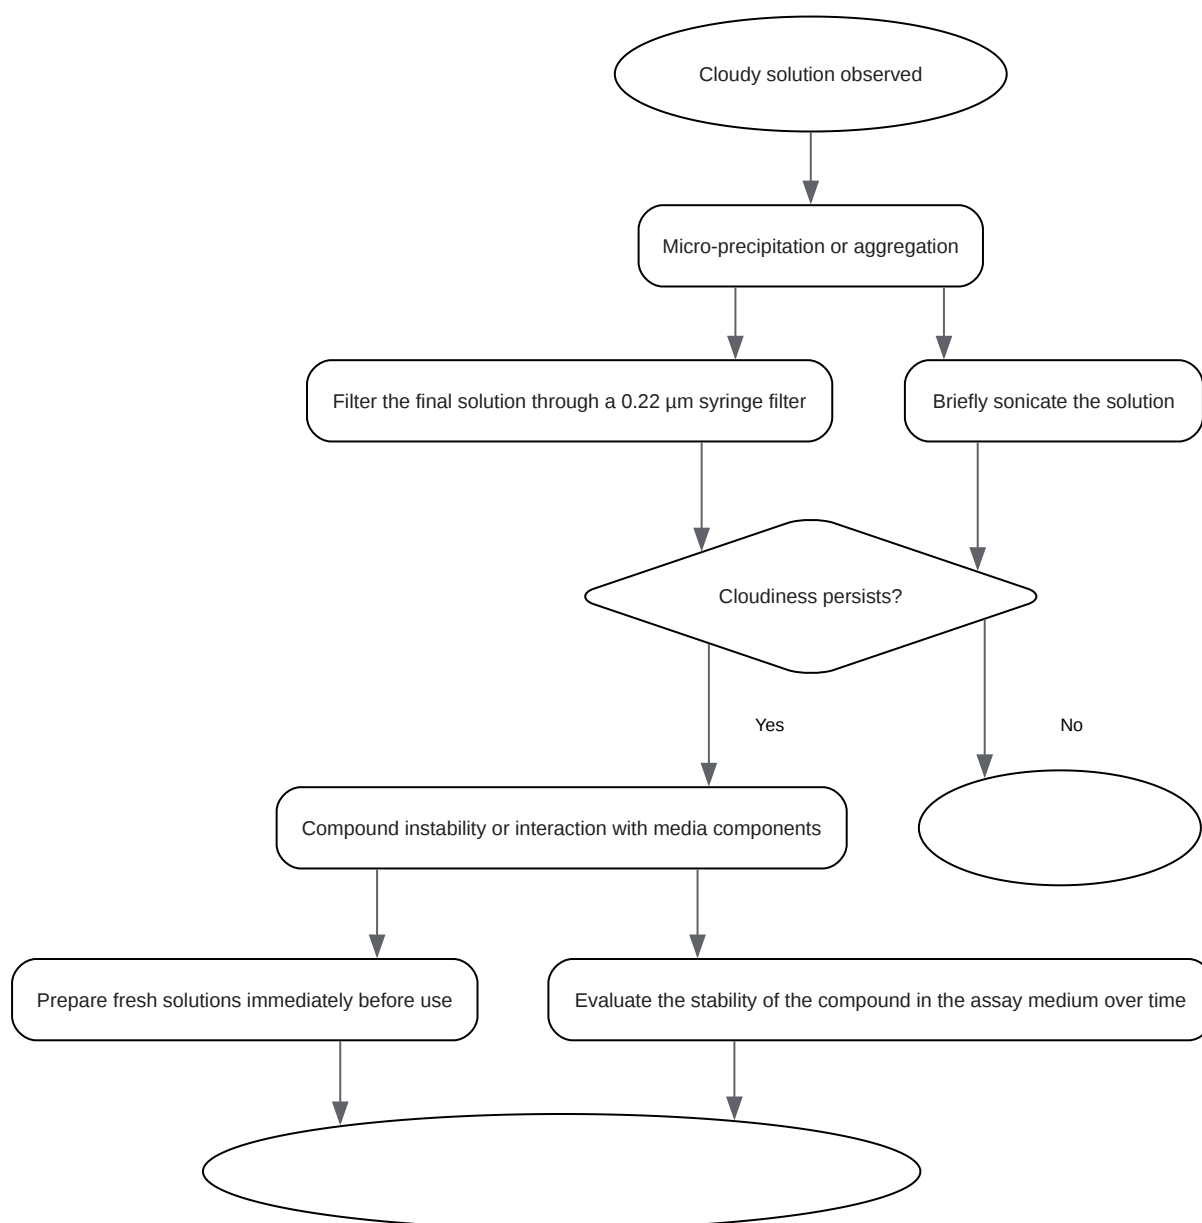 Cloudy solution observed
Micro-precipitation or aggregation
Filter the final solution through a 0.22 µm syringe filter
Briefly sonicate the solution
Cloudiness persists?
Yes
No
Compound instability or interaction with media components
Prepare fresh solutions immediately before use
Evaluate the stability of the compound in the assay medium over time